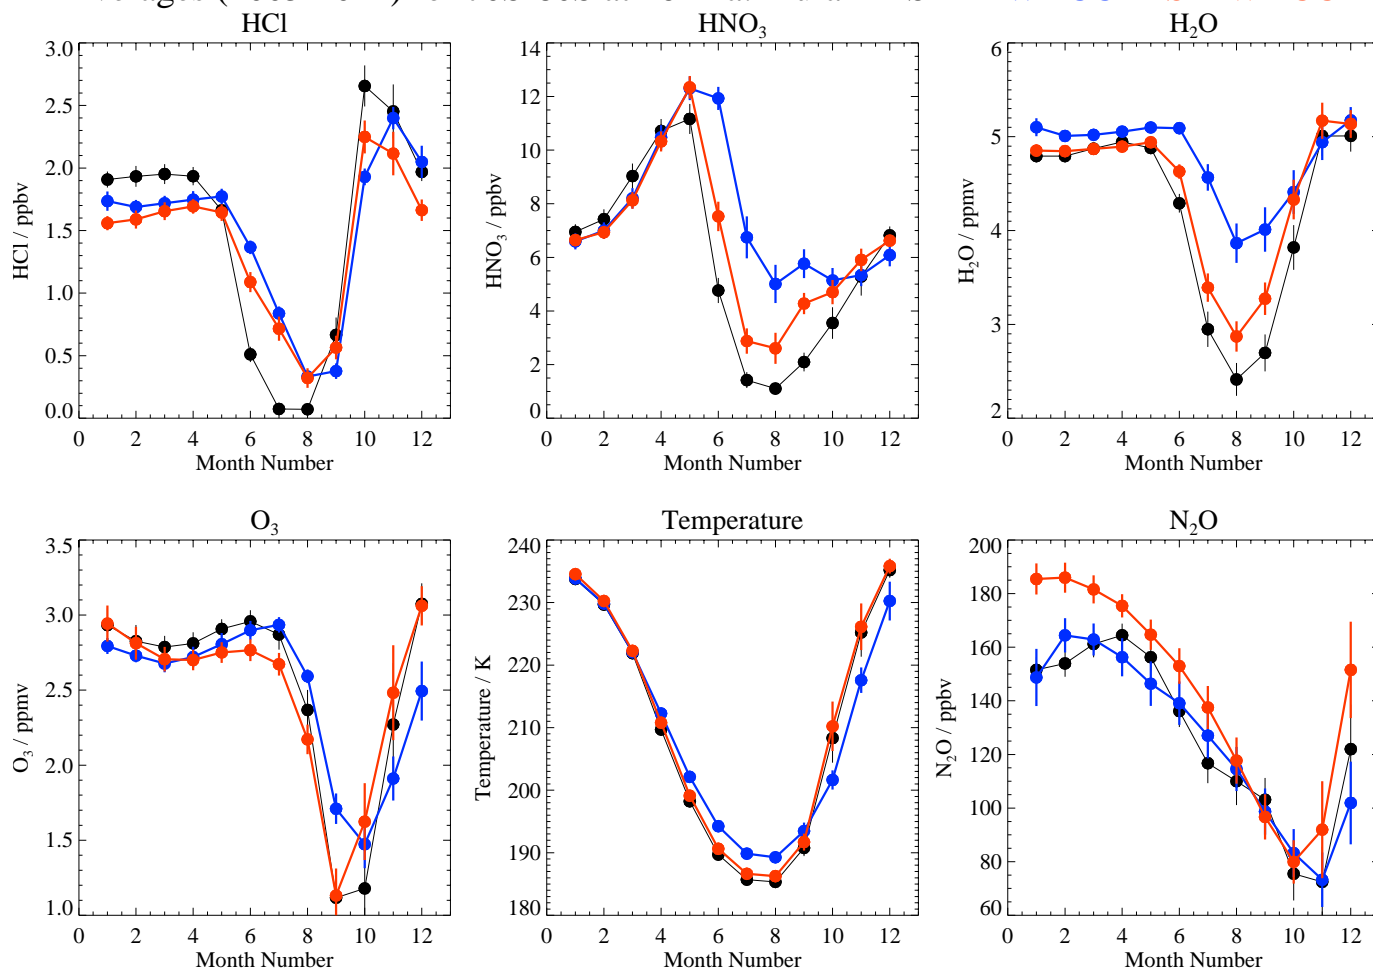 HCl HNO3 H2O
3.0 14 6
2.5 12
2.0 10 5
1.5 8
1.0 6 4
0.5 4 3
0.0 2 2
0
HCl / ppbv HNO3 / ppbv H2O / ppmv
0 2 4 6 8 10 12 0 2 4 6 8 10 12 0 2 4 6 8 10 12
Month Number Month Number Month Number
O3 Temperature N2O
3.5 240 200
3.0 230 180
2.5 220 160
2.0 210 140
1.5 200 120
1.0 190 100
180 80
60
O3 / ppmv Temperature / K N2O / ppbv
0 2 4 6 8 10 12 0 2 4 6 8 10 12 0 2 4 6 8 10 12
Month Number Month Number Month Number